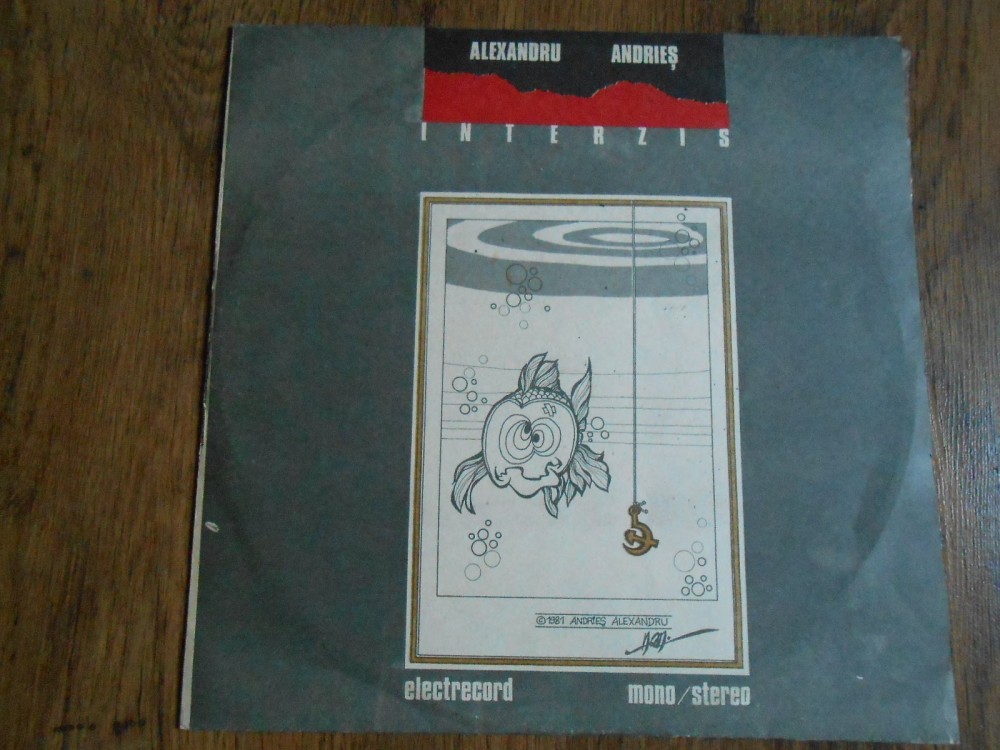 ALEXANDRU ANDRIEȘ
INTERZIS
© 1981 ANDRIEȘ ALEXANDRU
electrecord mono/stereo